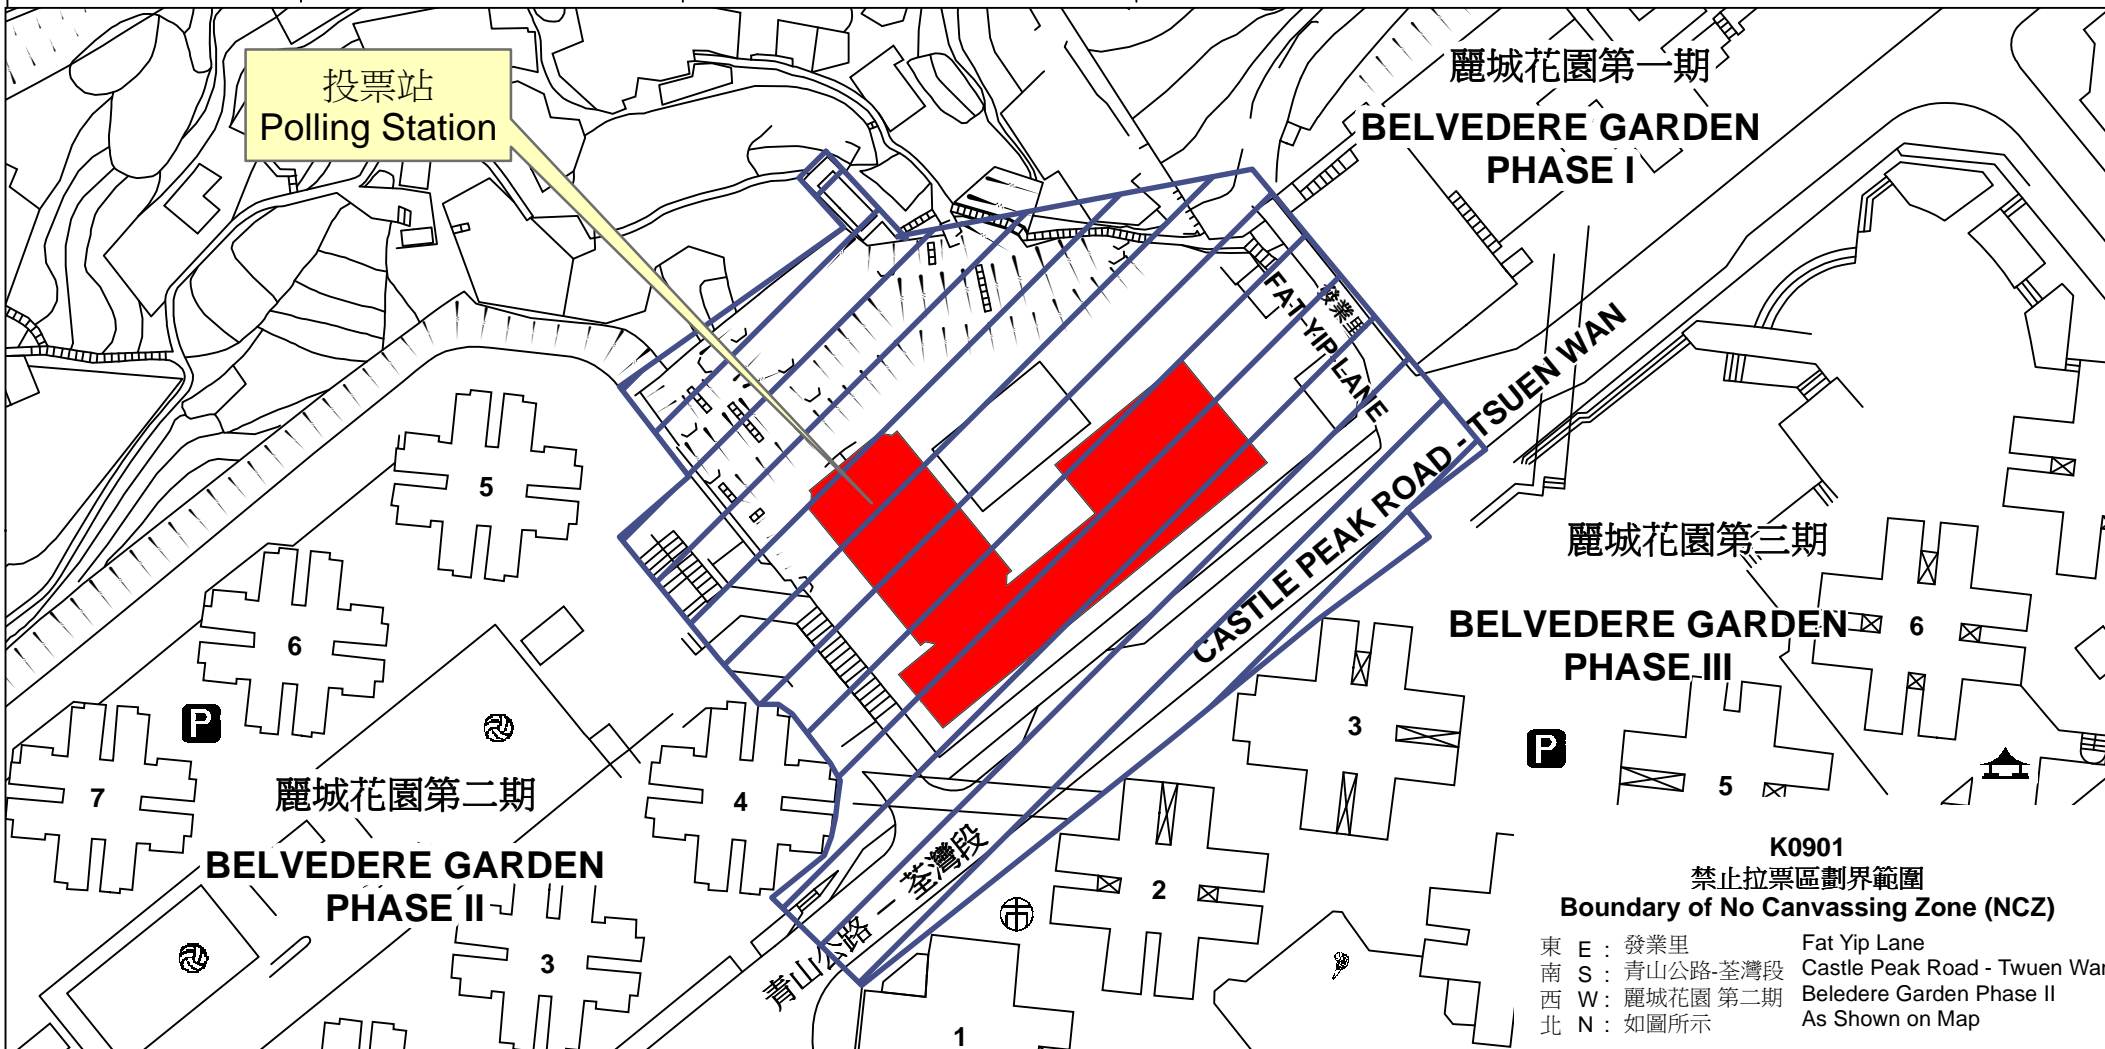 投票站
Polling Station
麗城花園第一期
BELVEDERE GARDEN
PHASE I
發業里
FAT YIP LANE
CASTLE PEAK ROAD - TSUEN WAN
青山公路 - 荃灣段
麗城花園第三期
BELVEDERE GARDEN
PHASE III
麗城花園第二期
BELVEDERE GARDEN
PHASE II
5
6
7
4
3
P
3
2
1
6
5
P
K0901
禁止拉票區劃界範圍
Boundary of No Canvassing Zone (NCZ)
東 E : 發業里 Fat Yip Lane
南 S : 青山公路-荃灣段 Castle Peak Road - Twuen Wan
西 W : 麗城花園 第二期 Beledere Garden Phase II
北 N : 如圖所示 As Shown on Map